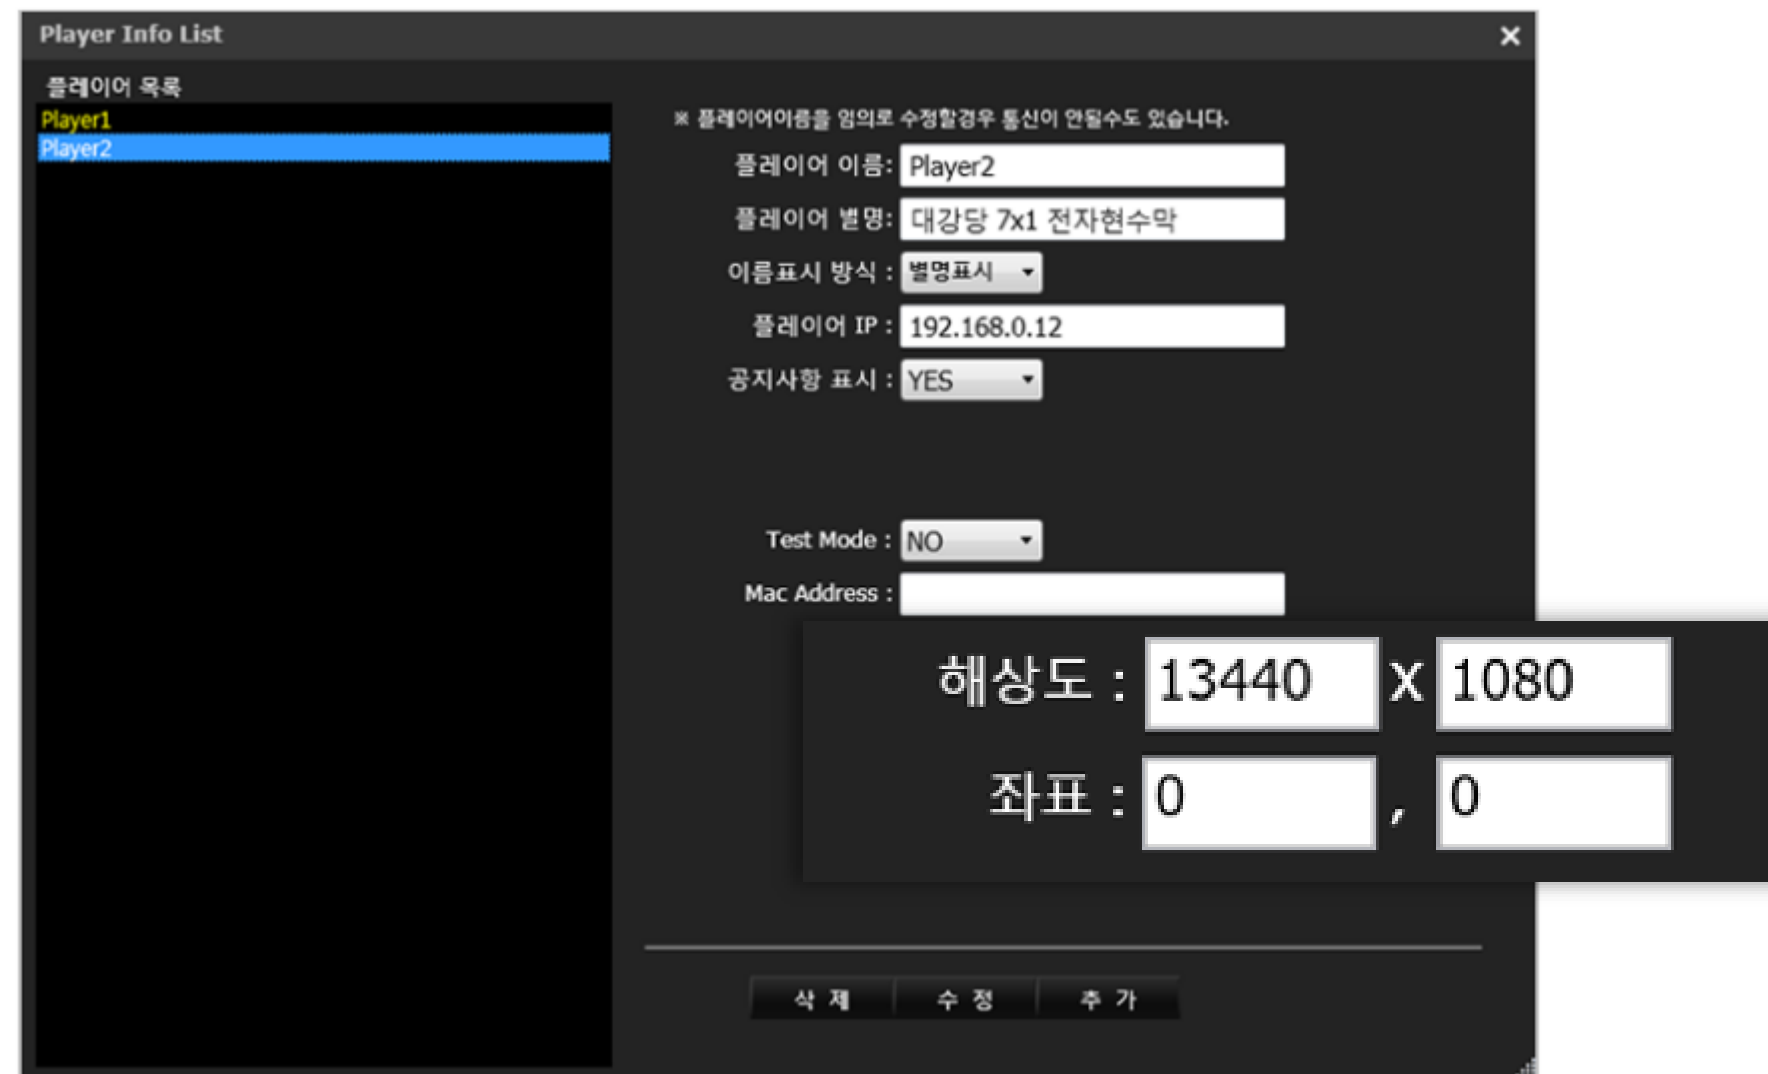 Player Info List
플레이어 목록
Player1
Player2
※ 플레이어이름을 임의로 수정할경우 통신이 안될수도 있습니다.
플레이어 이름: Player2
플레이어 별명: 대강당 7x1 전자현수막
이름표시 방식 : 별명표시
플레이어 IP : 192.168.0.12
공지사항 표시 : YES
Test Mode : NO
Mac Address :
해상도 : 13440 X 1080
좌표 : 0 , 0
삭 제 수 정 추 가